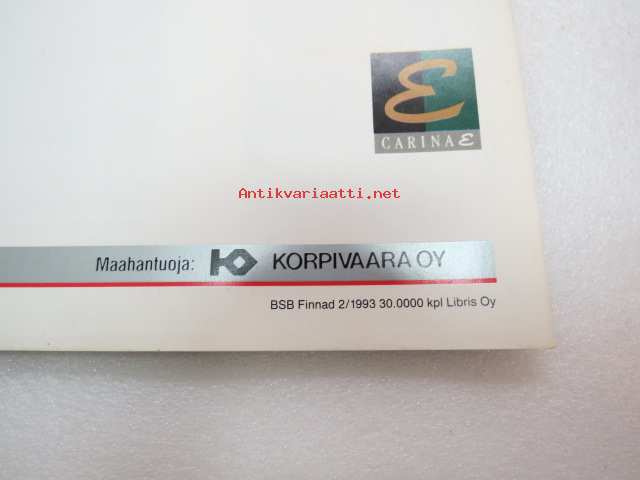 ε
CARINA ε
Antikvariaatti.net
Maahantuoja: KORPIVAARA OY
BSB Finnad 2/1993 30.0000 kpl Libris Oy